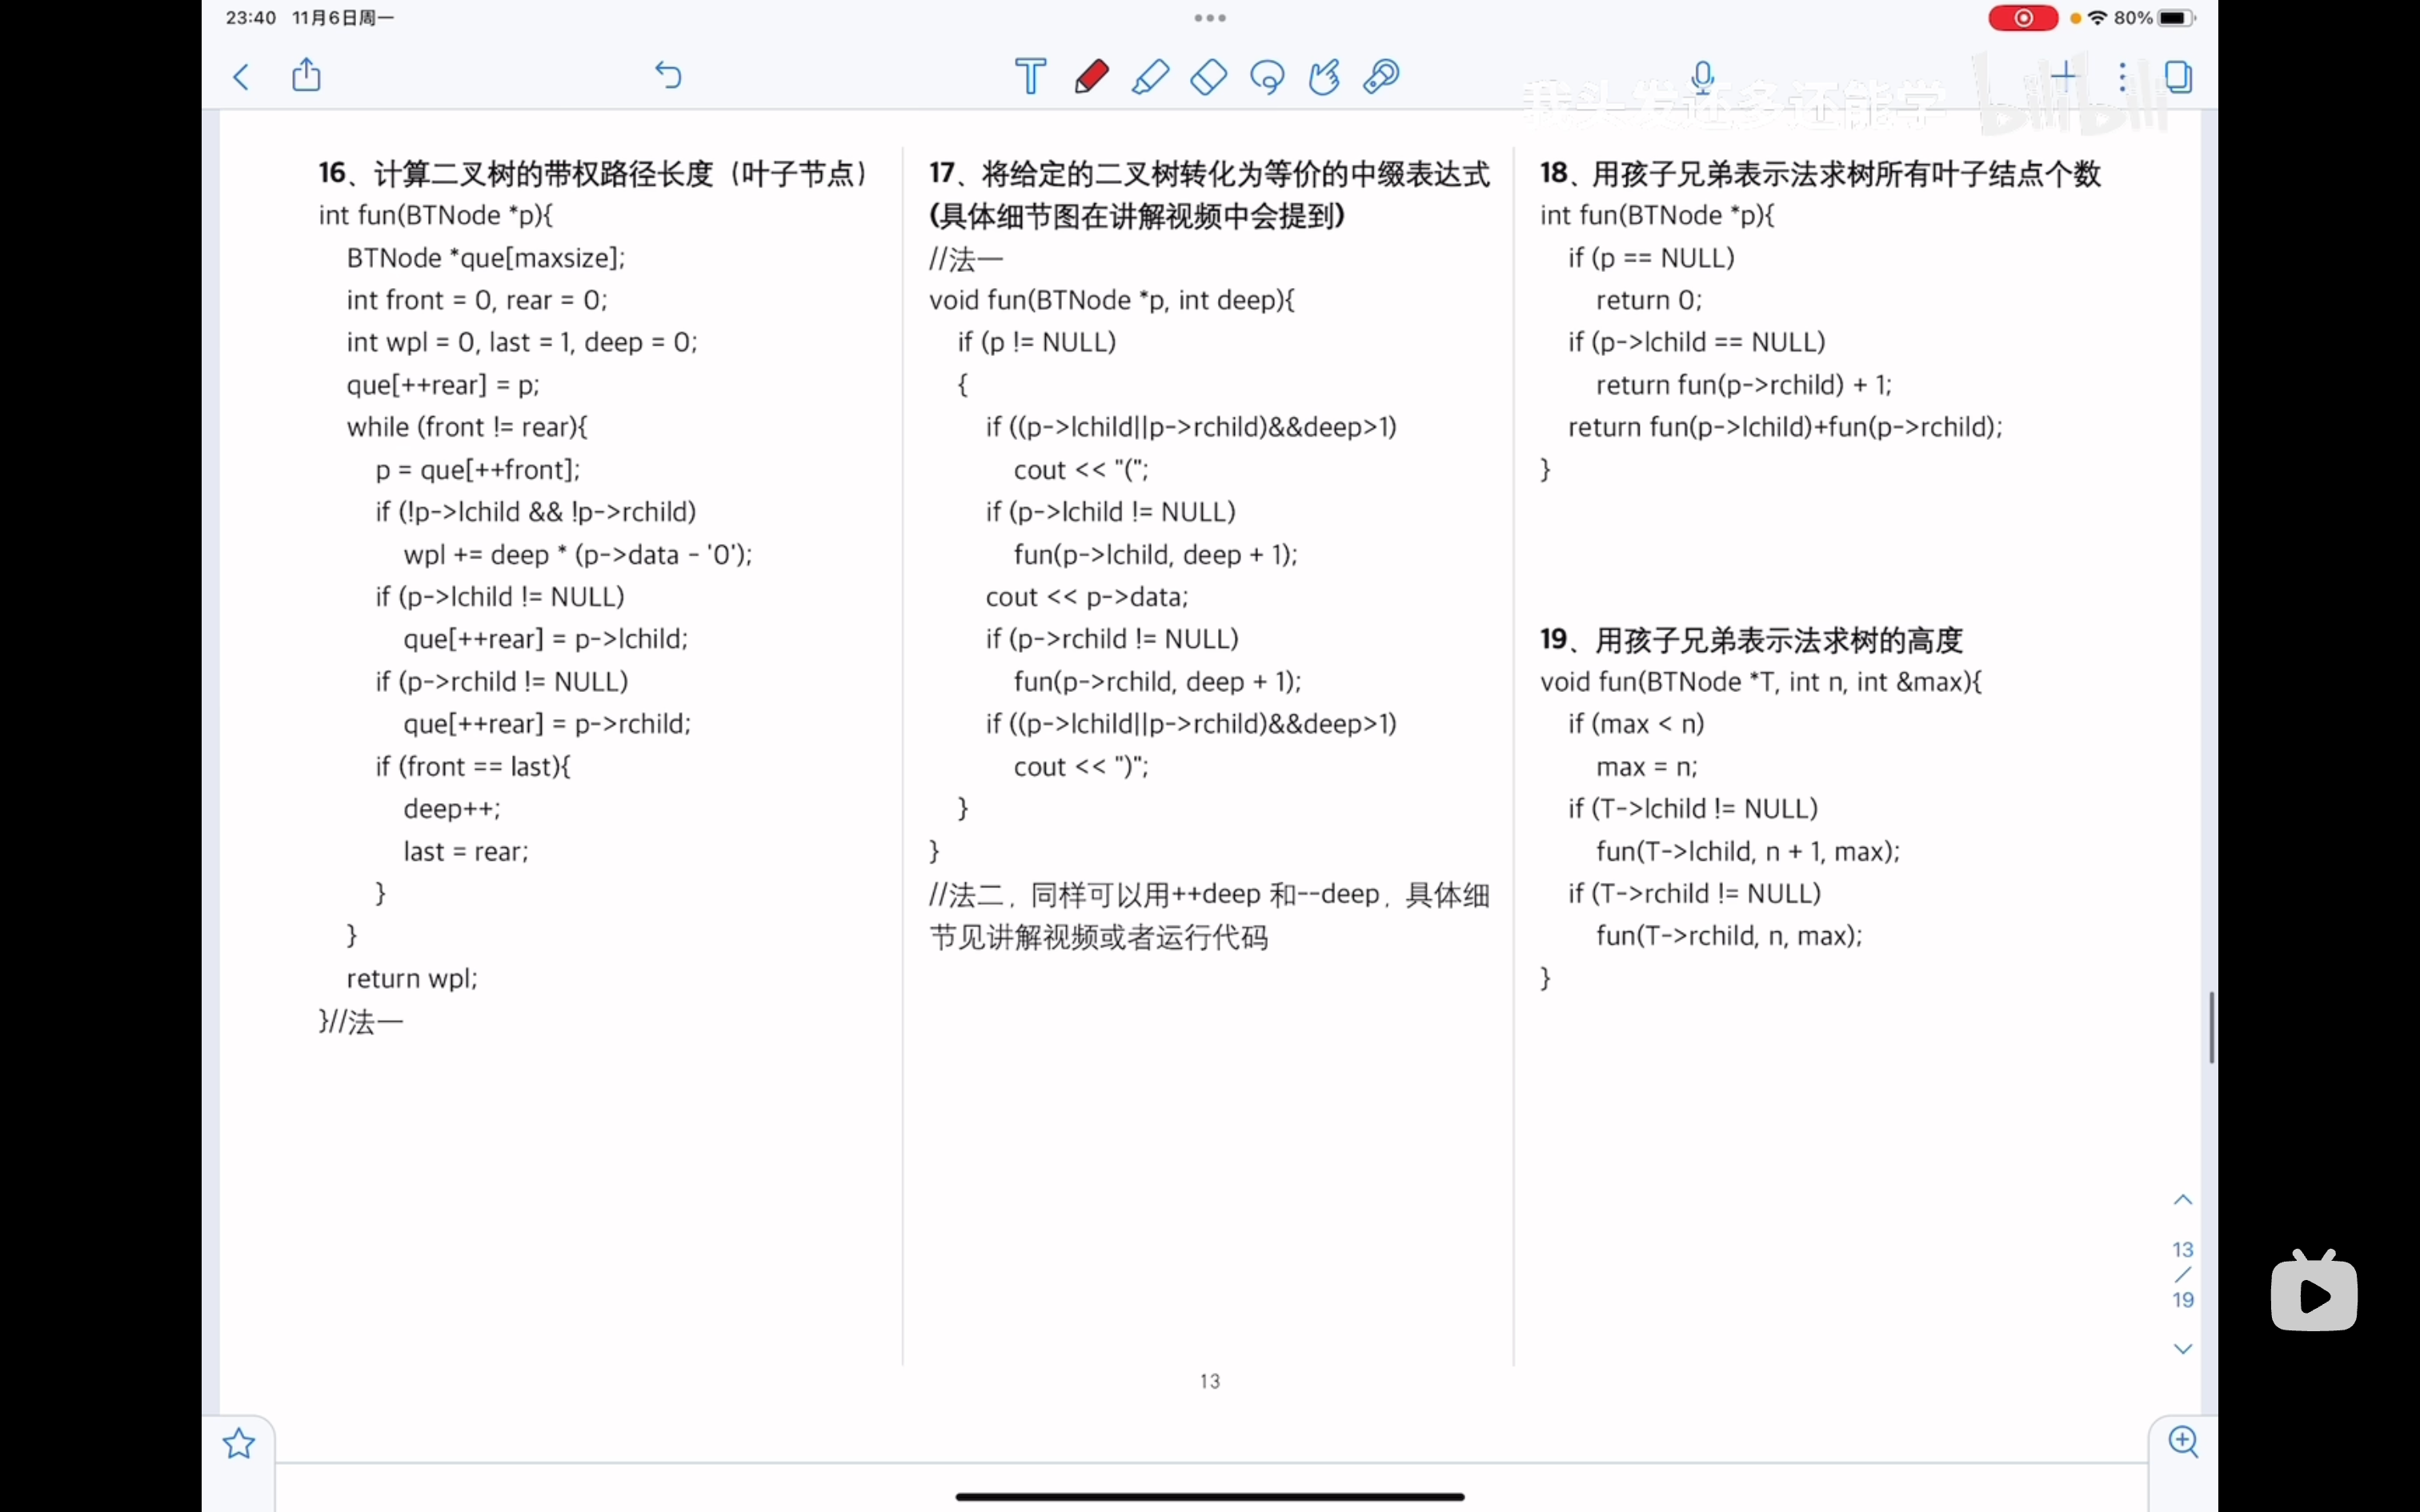 23:40 11月6日周一
80%
我头发还多还能学
bilibili
16、计算二叉树的带权路径长度（叶子节点）
int fun(BTNode *p){
BTNode *que[maxsize];
int front = 0, rear = 0;
int wpl = 0, last = 1, deep = 0;
que[++rear] = p;
while (front != rear){
p = que[++front];
if (!p->lchild && !p->rchild)
wpl += deep * (p->data - '0');
if (p->lchild != NULL)
que[++rear] = p->lchild;
if (p->rchild != NULL)
que[++rear] = p->rchild;
if (front == last){
deep++;
last = rear;
}
}
return wpl;
}//法一
17、将给定的二叉树转化为等价的中缀表达式
(具体细节图在讲解视频中会提到)
//法一
void fun(BTNode *p, int deep){
if (p != NULL)
{
if ((p->lchild||p->rchild)&&deep>1)
cout << "(";
if (p->lchild != NULL)
fun(p->lchild, deep + 1);
cout << p->data;
if (p->rchild != NULL)
fun(p->rchild, deep + 1);
if ((p->lchild||p->rchild)&&deep>1)
cout << ")";
}
}
//法二，同样可以用++deep 和--deep，具体细
节见讲解视频或者运行代码
18、用孩子兄弟表示法求树所有叶子结点个数
int fun(BTNode *p){
if (p == NULL)
return 0;
if (p->lchild == NULL)
return fun(p->rchild) + 1;
return fun(p->lchild)+fun(p->rchild);
}
19、用孩子兄弟表示法求树的高度
void fun(BTNode *T, int n, int &max){
if (max < n)
max = n;
if (T->lchild != NULL)
fun(T->lchild, n + 1, max);
if (T->rchild != NULL)
fun(T->rchild, n, max);
}
13
/
19
13